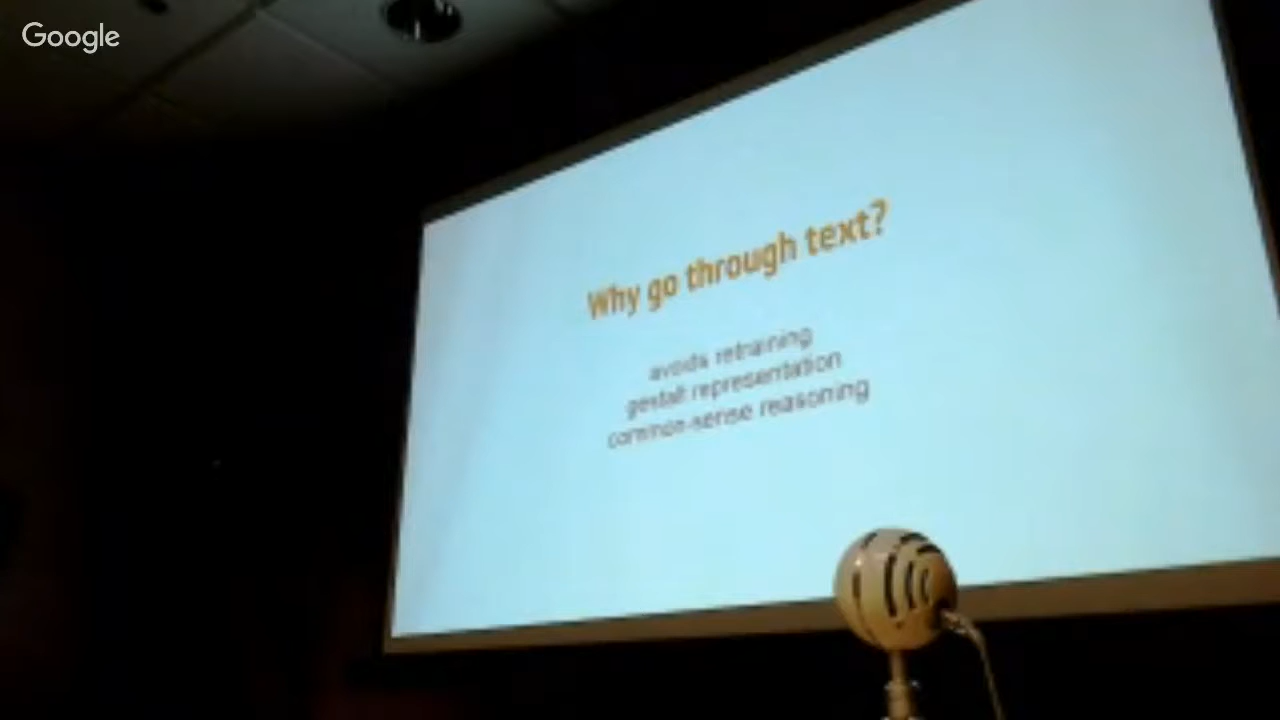 Google
Why go through text?
avoids retraining
gestalt representation
common-sense reasoning